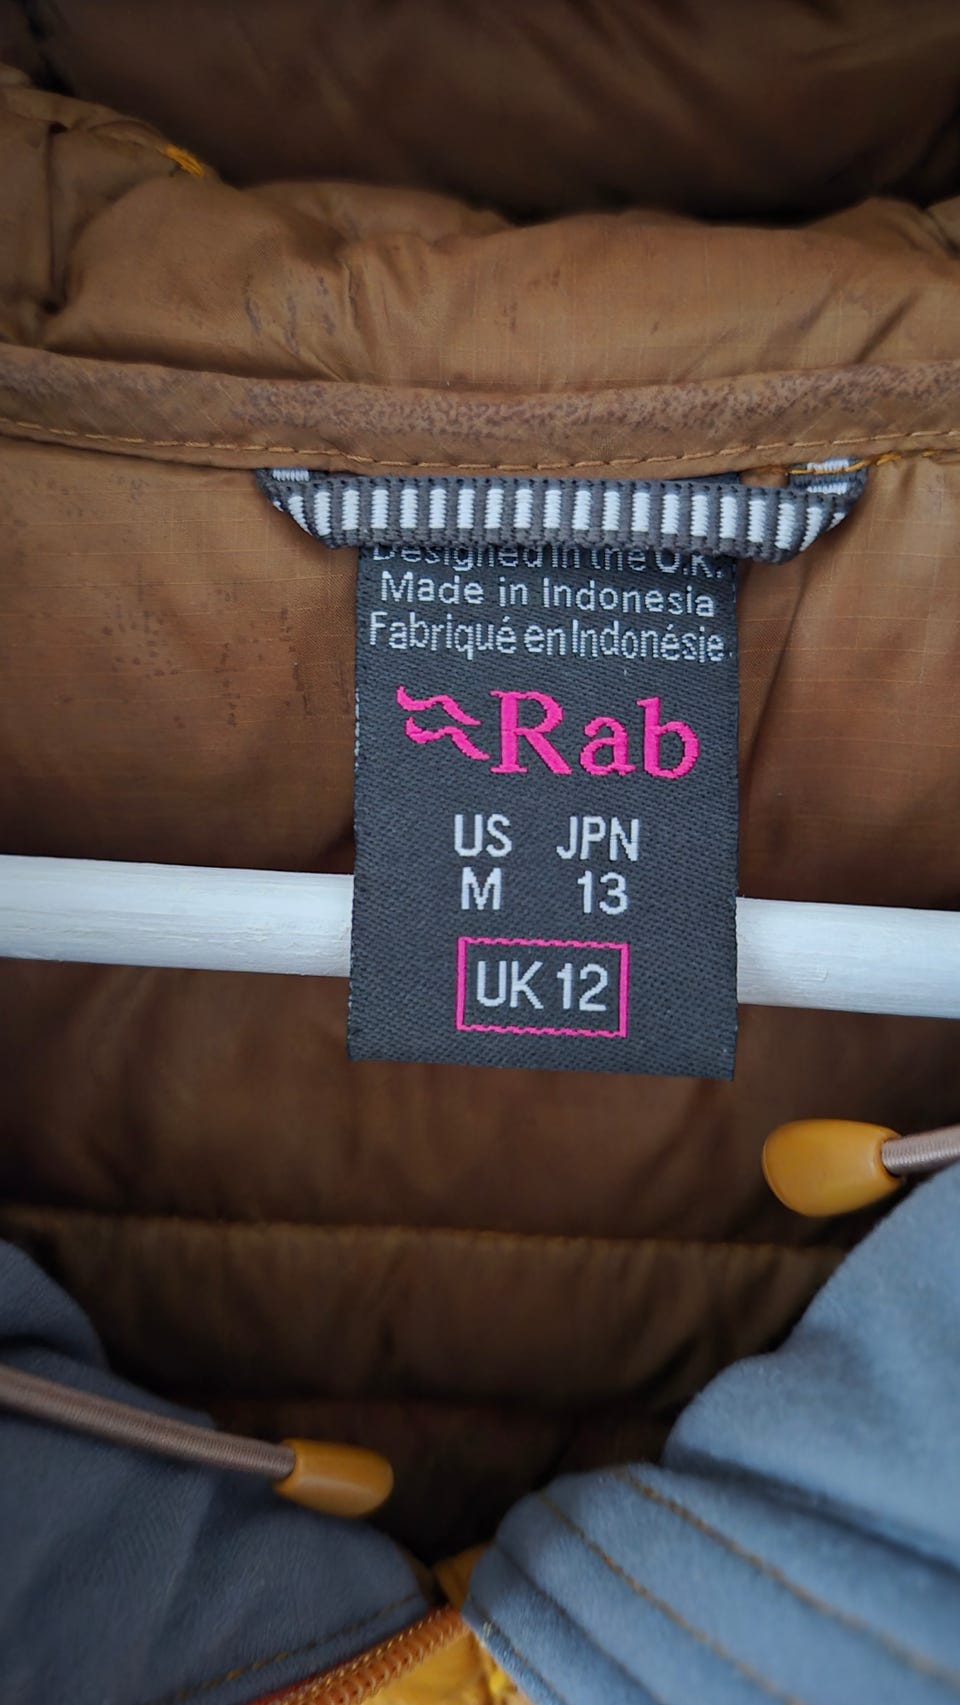 Designed in the U.K.
Made in Indonesia
Fabriqué en Indonésie.
Rab
US JPN
M 13
UK 12